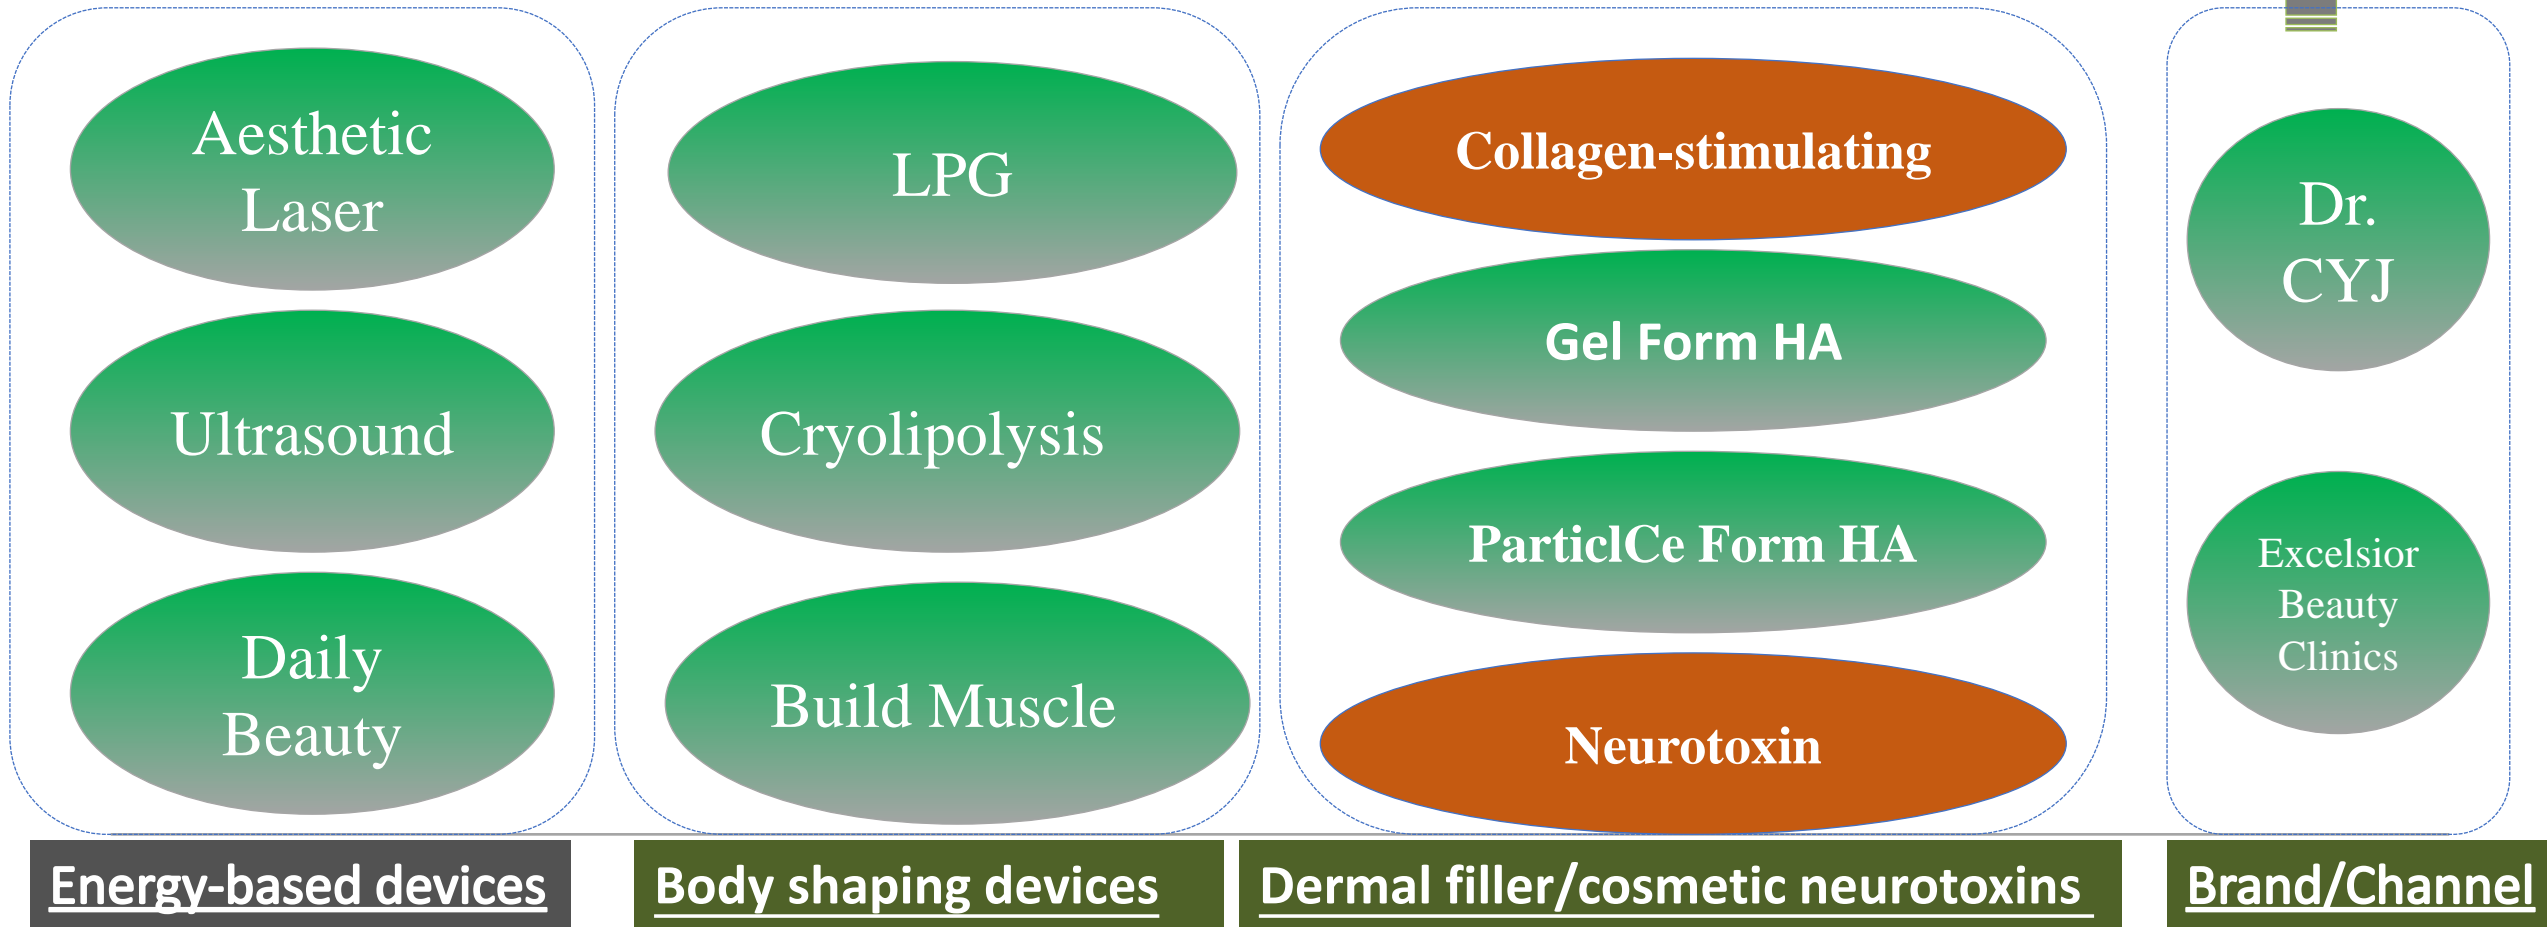 Aesthetic
Laser
Ultrasound
Daily
Beauty
Energy-based devices
LPG
Cryolipolysis
Build Muscle
Body shaping devices
Collagen-stimulating
Gel Form HA
ParticlCe Form HA
Neurotoxin
Dermal filler/cosmetic neurotoxins
Dr.
CYJ
Excelsior
Beauty
Clinics
Brand/Channel